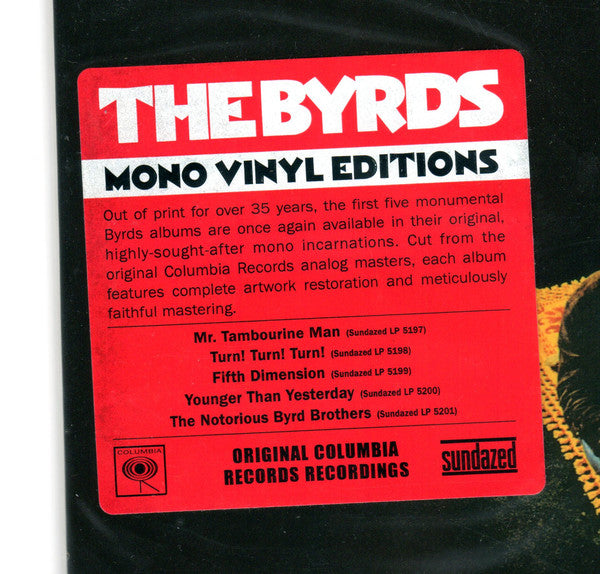 THE BYRDS
MONO VINYL EDITIONS
Out of print for over 35 years, the first five monumental
Byrds albums are once again available in their original,
highly-sought-after mono incarnations. Cut from the
original Columbia Records analog masters, each album
features complete artwork restoration and meticulously
faithful mastering.
Mr. Tambourine Man (Sundazed LP 5197)
Turn! Turn! Turn! (Sundazed LP 5198)
Fifth Dimension (Sundazed LP 5199)
Younger Than Yesterday (Sundazed LP 5200)
The Notorious Byrd Brothers (Sundazed LP 5201)
COLUMBIA
ORIGINAL COLUMBIA
RECORDS RECORDINGS
sundazed